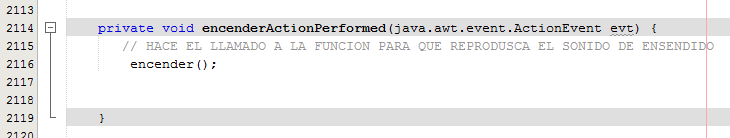 2113
2114 private void encenderActionPerformed(java.awt.event.ActionEvent evt) {
2115 // HACE EL LLAMADO A LA FUNCION PARA QUE REPRODUSCA EL SONIDO DE ENSENDIDO
2116 encender();
2117
2118
2119 }
2120